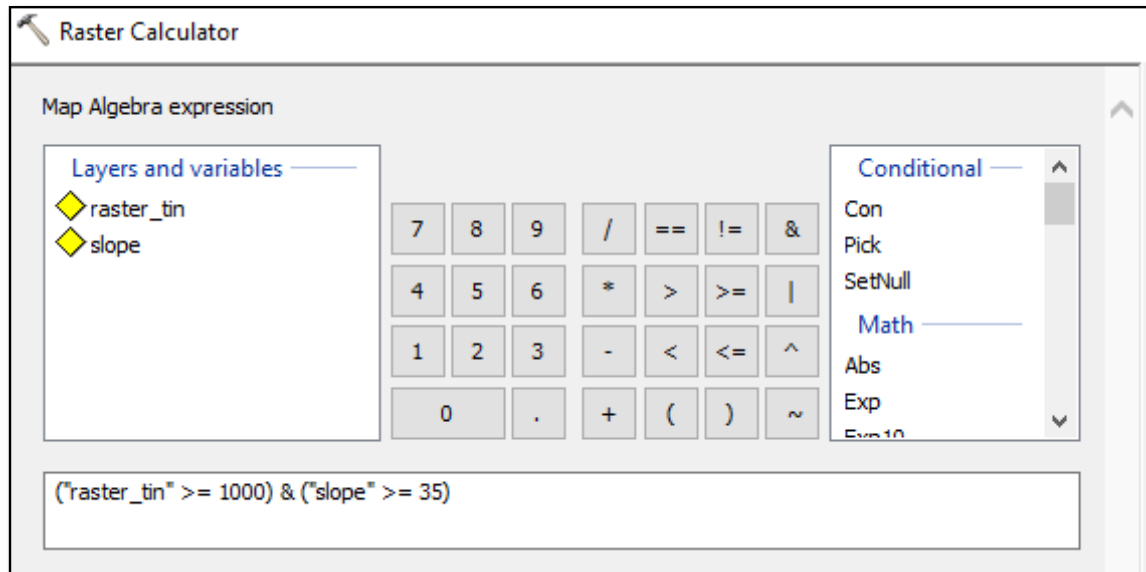 Raster Calculator
Map Algebra expression
Layers and variables
raster_tin
slope
7 8 9 / == != &
4 5 6 * > >= |
1 2 3 - < <= ^
0 . + ( ) ~
Conditional
Con
Pick
SetNull
Math
Abs
Exp
Exp10
("raster_tin" >= 1000) & ("slope" >= 35)